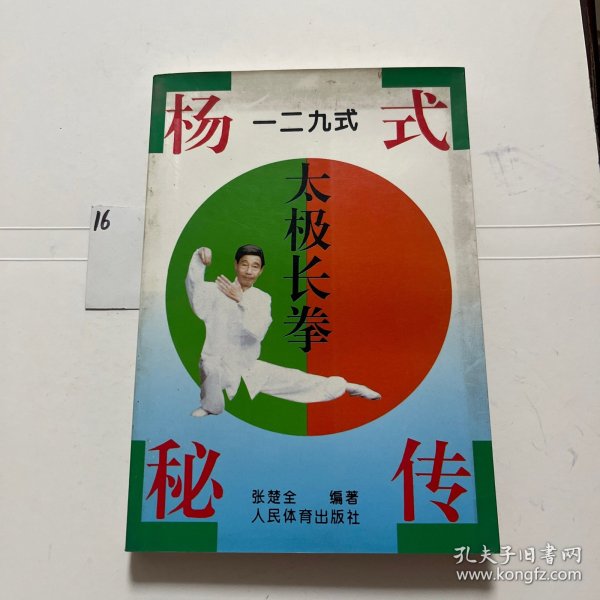 杨式
一二九式
太极长拳
16
秘传
张楚全 编著
人民体育出版社
孔夫子旧书网
www.kongfz.com